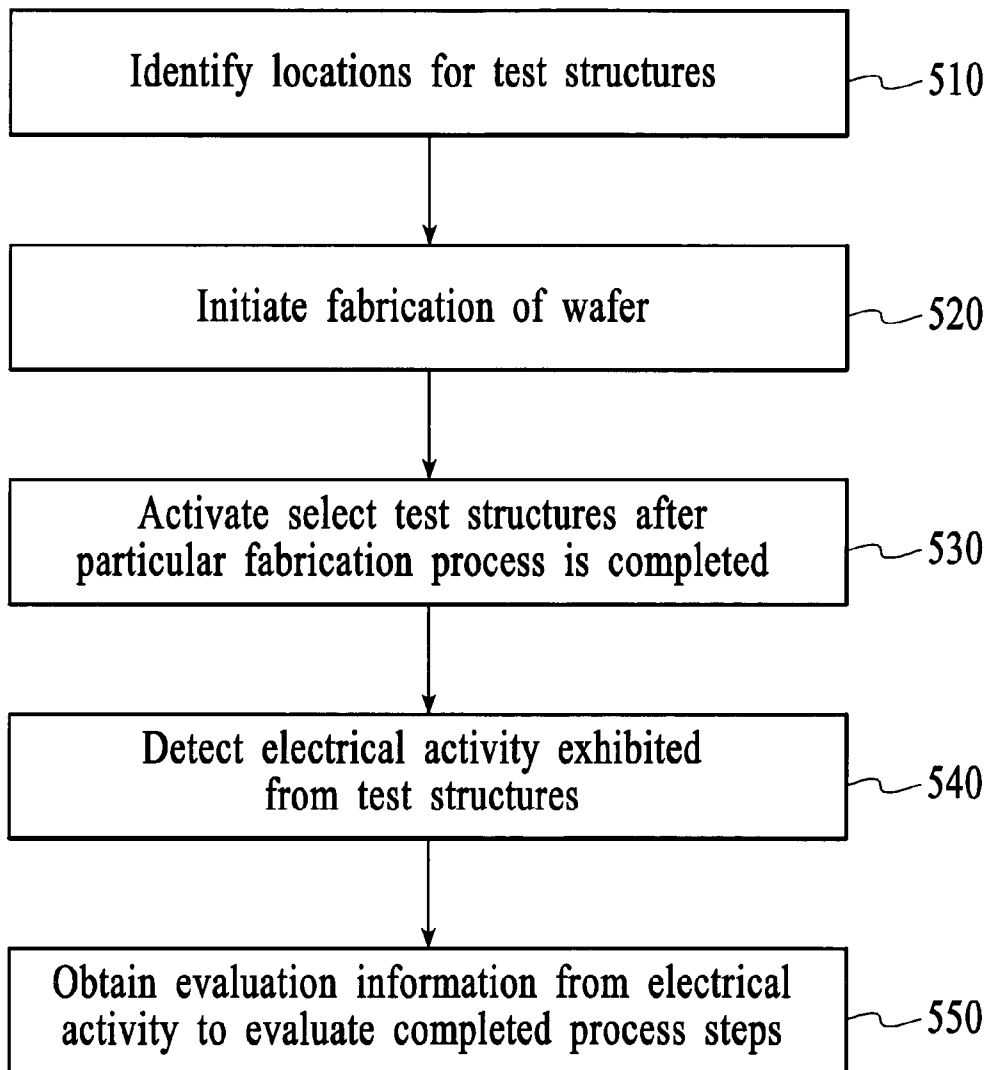 Identify locations for test structures
510
Initiate fabrication of wafer
520
Activate select test structures after
particular fabrication process is completed
530
Detect electrical activity exhibited
from test structures
540
Obtain evaluation information from electrical
activity to evaluate completed process steps
550